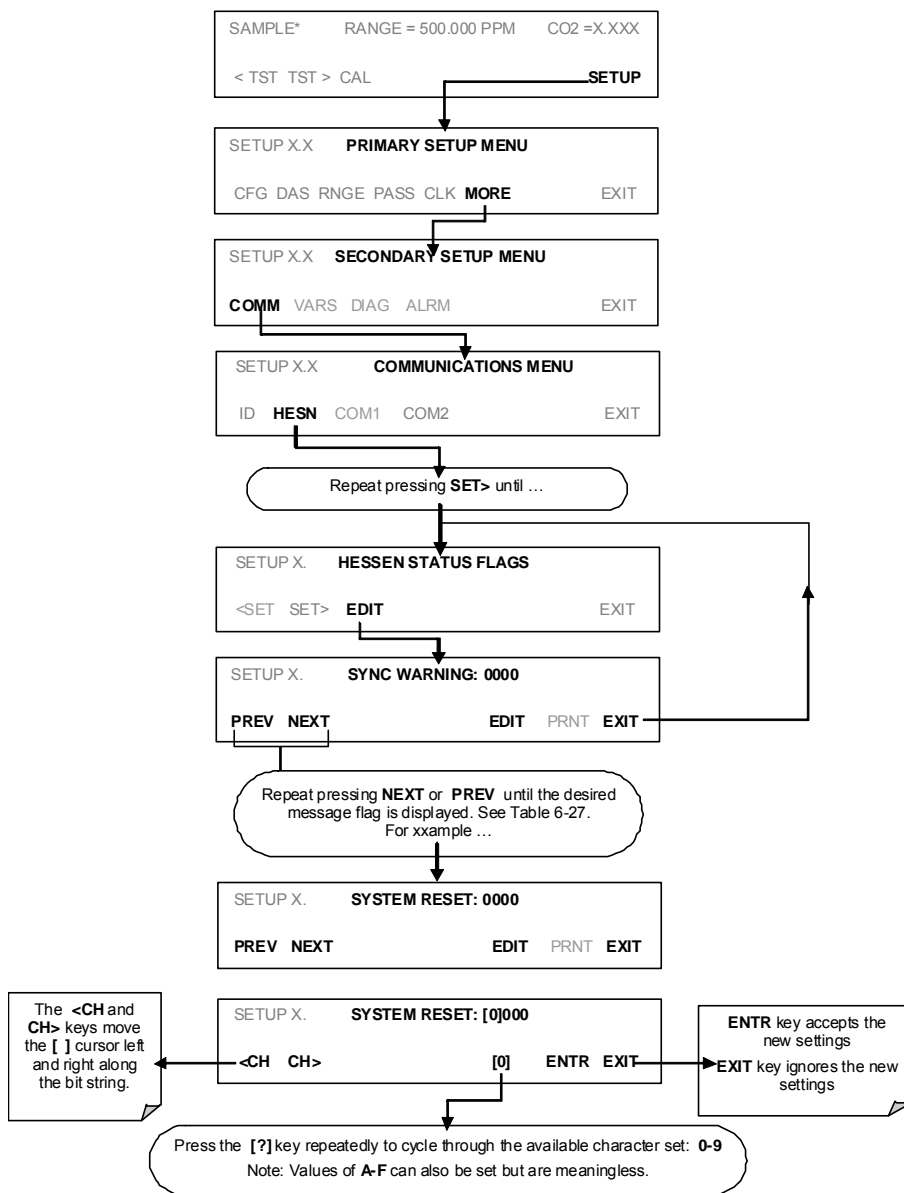 SAMPLE* RANGE = 500.000 PPM CO2 =X.XXX
< TST TST > CAL SETUP
SETUP X.X PRIMARY SETUP MENU
CFG DAS RNGE PASS CLK MORE EXIT
SETUP X.X SECONDARY SETUP MENU
COMM VARS DIAG ALRM EXIT
SETUP X.X COMMUNICATIONS MENU
ID HESN COM1 COM2 EXIT
Repeat pressing SET> until …
SETUP X. HESSEN STATUS FLAGS
<SET SET> EDIT EXIT
SETUP X. SYNC WARNING: 0000
PREV NEXT EDIT PRNT EXIT
Repeat pressing NEXT or PREV until the desired
message flag is displayed. See Table 6-27.
For xxample …
SETUP X. SYSTEM RESET: 0000
PREV NEXT EDIT PRNT EXIT
The <CH and
CH> keys move
the [ ] cursor left
and right along
the bit string.
SETUP X. SYSTEM RESET: [0]000
<CH CH> [0] ENTR EXIT
ENTR key accepts the
new settings
EXIT key ignores the new
settings
Press the [?] key repeatedly to cycle through the available character set: 0-9
Note: Values of A-F can also be set but are meaningless.